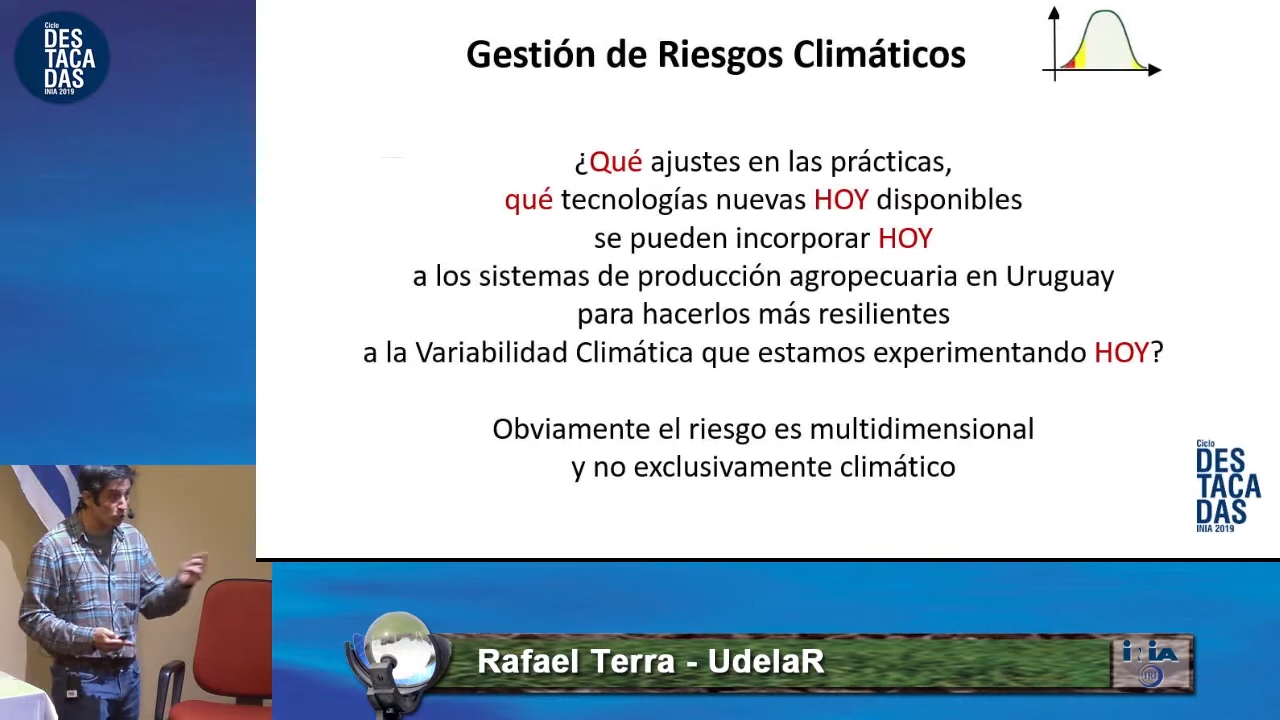 Ciclo
DES
TACA
DAS
INIA 2019
Gestión de Riesgos Climáticos
¿Qué ajustes en las prácticas,
qué tecnologías nuevas HOY disponibles
se pueden incorporar HOY
a los sistemas de producción agropecuaria en Uruguay
para hacerlos más resilientes
a la Variabilidad Climática que estamos experimentando HOY?
Obviamente el riesgo es multidimensional
y no exclusivamente climático
Ciclo
DES
TACA
DAS
INIA 2019
Rafael Terra - UdelaR
iNiA